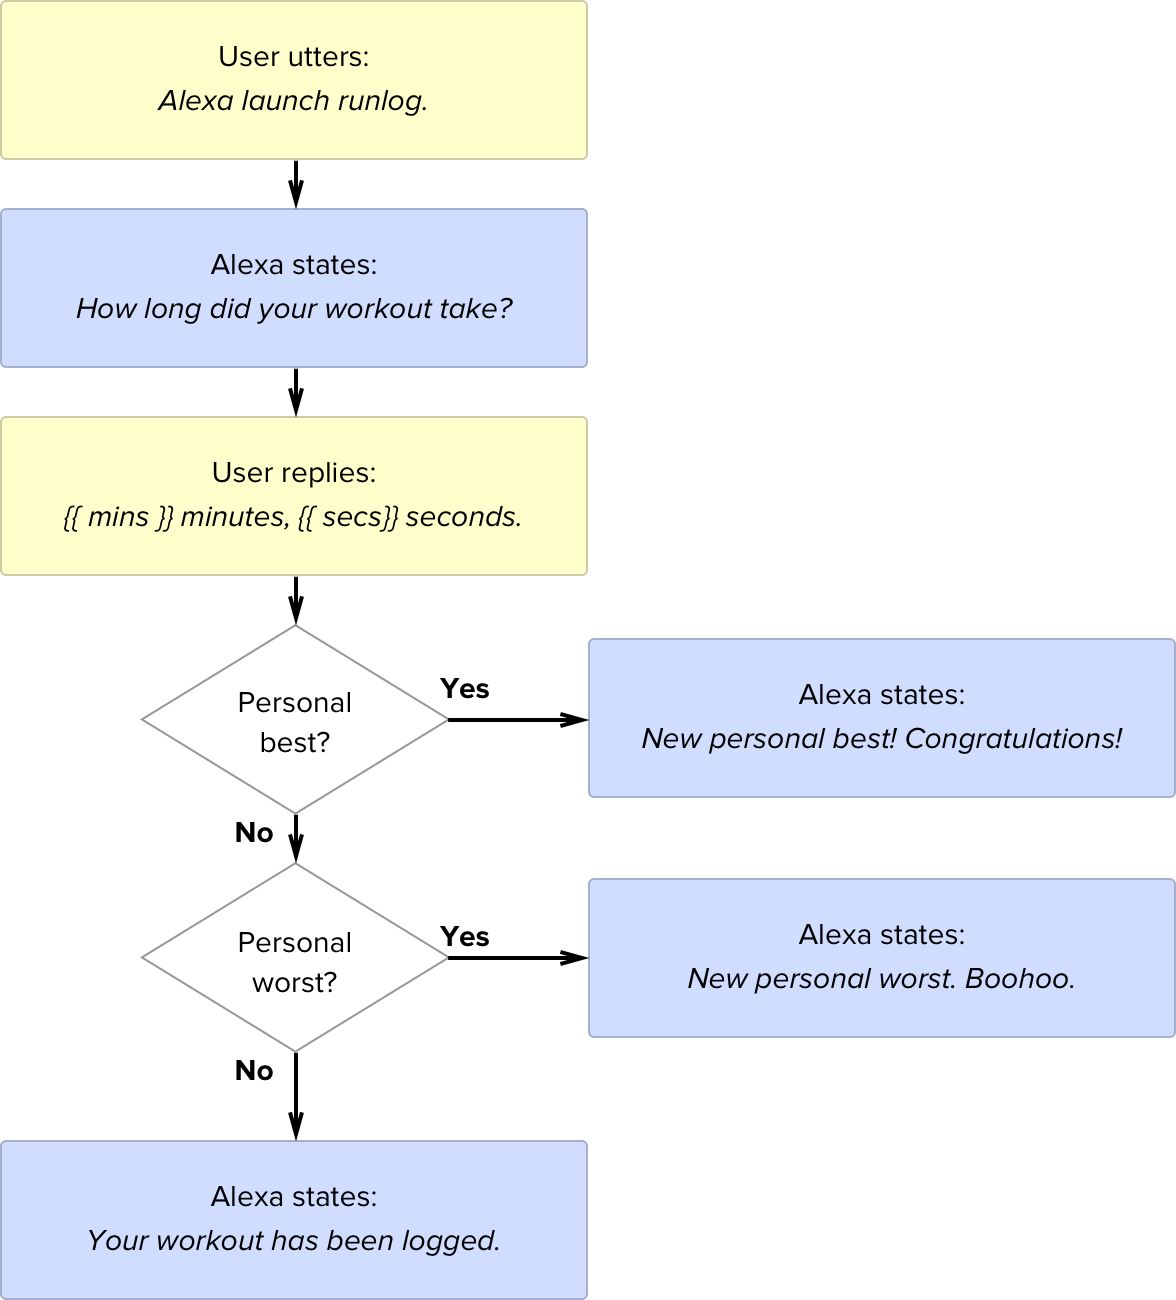 User utters:
Alexa launch runlog.
Alexa states:
How long did your workout take?
User replies:
{{ mins }} minutes, {{ secs}} seconds.
Personal
best?
Yes
Alexa states:
New personal best! Congratulations!
No
Personal
worst?
Yes
Alexa states:
New personal worst. Boohoo.
No
Alexa states:
Your workout has been logged.